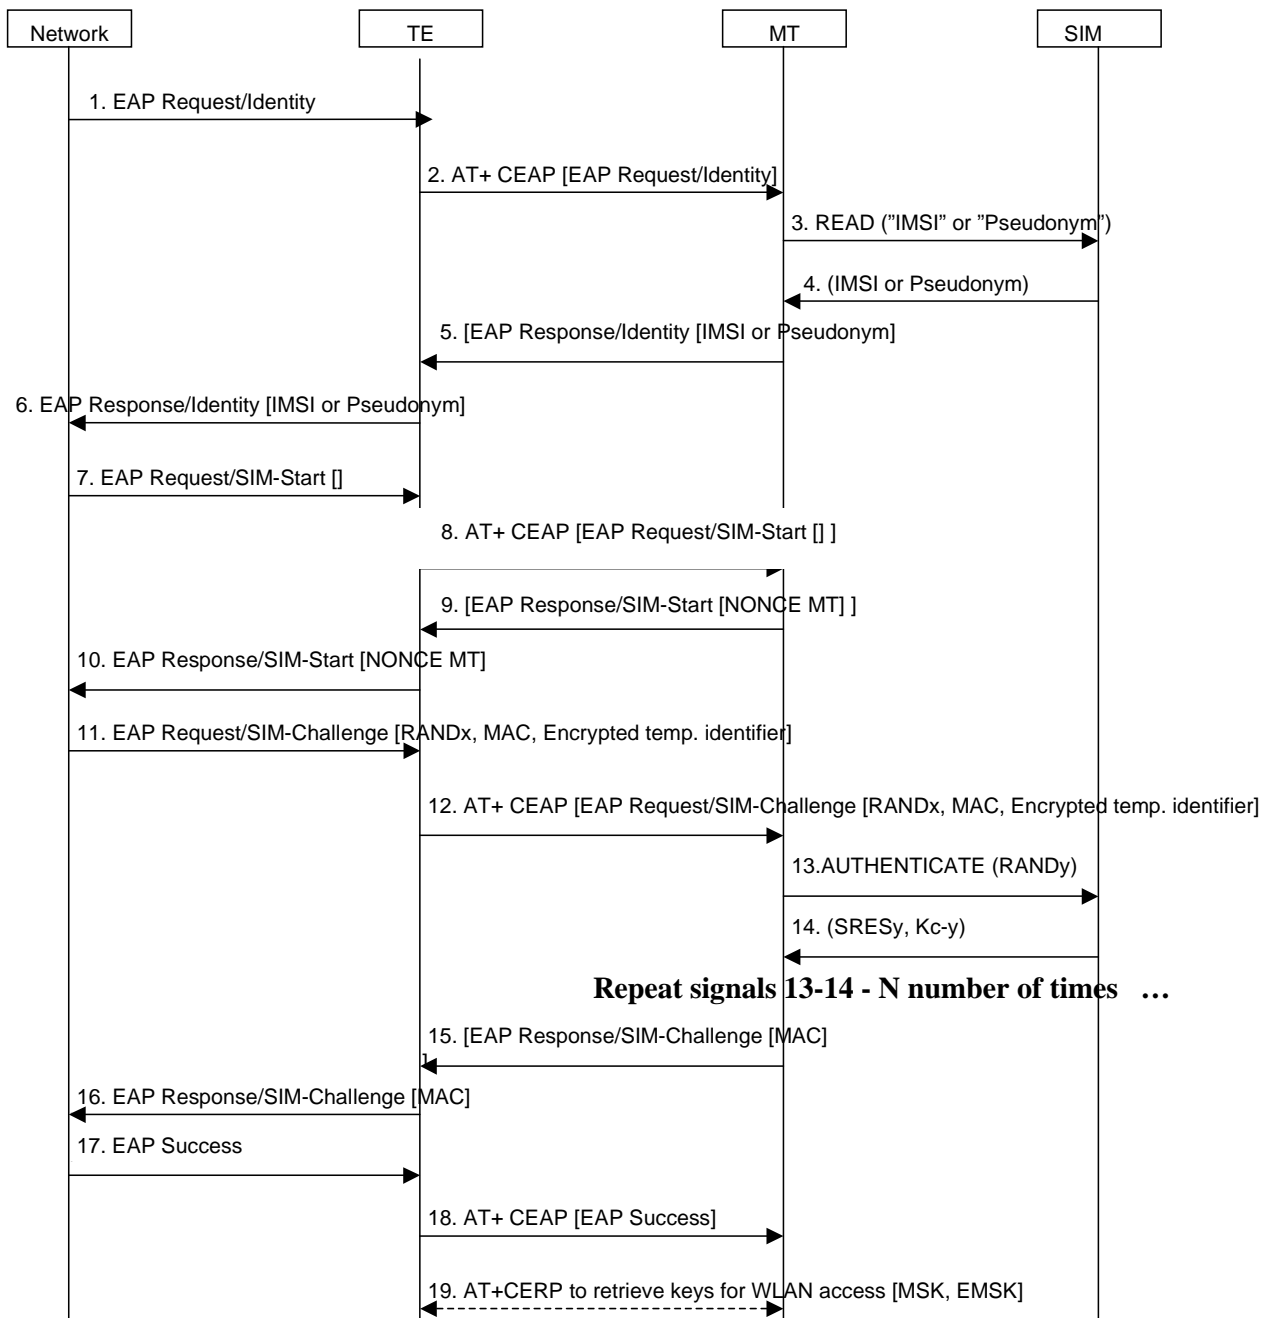 Network TE MT SIM
1. EAP Request/Identity
2. AT+ CEAP [EAP Request/Identity]
3. READ (”IMSI” or ”Pseudonym”)
4. (IMSI or Pseudonym)
5. [EAP Response/Identity [IMSI or Pseudonym]
6. EAP Response/Identity [IMSI or Pseudonym]
7. EAP Request/SIM-Start []
8. AT+ CEAP [EAP Request/SIM-Start [] ]
9. [EAP Response/SIM-Start [NONCE MT] ]
10. EAP Response/SIM-Start [NONCE MT]
11. EAP Request/SIM-Challenge [RANDx, MAC, Encrypted temp. identifier]
12. AT+ CEAP [EAP Request/SIM-Challenge [RANDx, MAC, Encrypted temp. identifier]
13.AUTHENTICATE (RANDy)
14. (SRESy, Kc-y)
Repeat signals 13-14 - N number of times …
15. [EAP Response/SIM-Challenge [MAC]
]
16. EAP Response/SIM-Challenge [MAC]
17. EAP Success
18. AT+ CEAP [EAP Success]
19. AT+CERP to retrieve keys for WLAN access [MSK, EMSK]